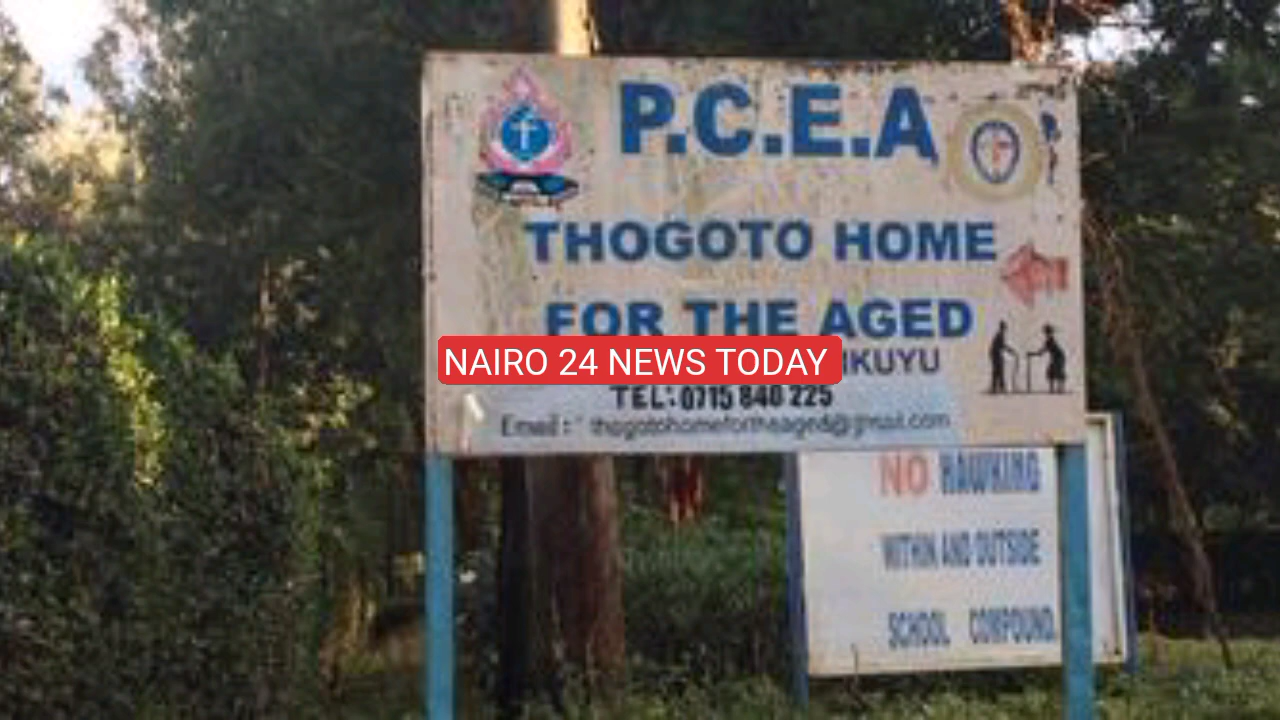 P.C.E.A
THOGOTO HOME
FOR THE AGED
NAIRO 24 NEWS TODAY
TEL: 0715 840 225
Email: thogotohomefortheaged@gmail.com
NO HAWKING
WITHIN AND OUTSIDE
SCHOOL COMPOUND.